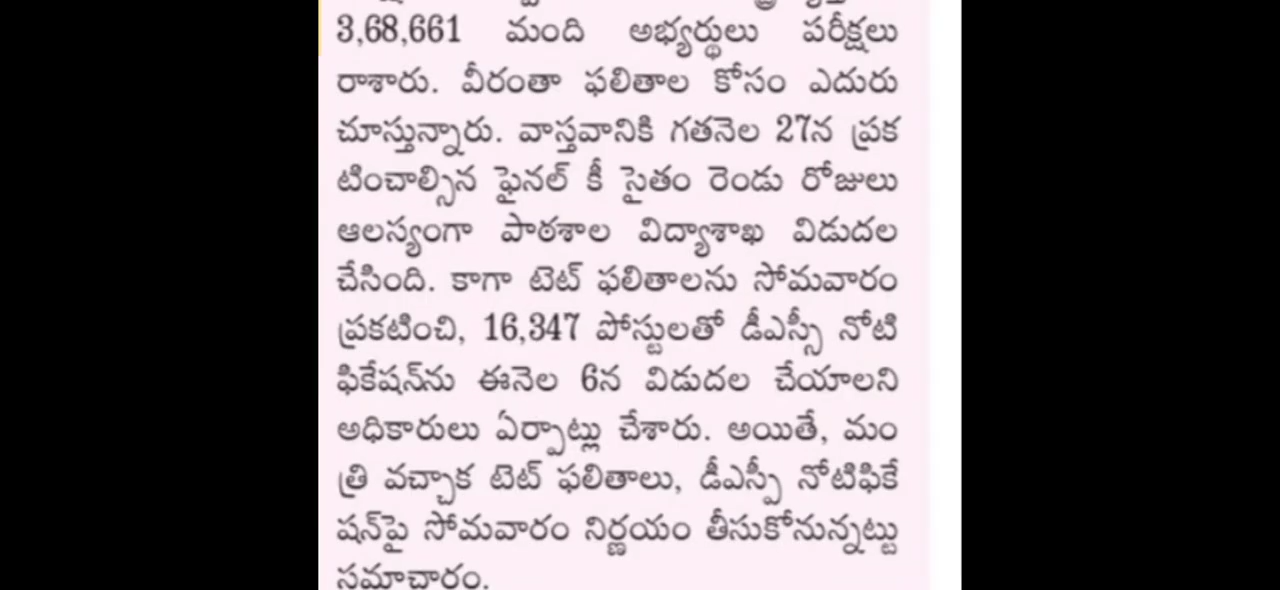 3,68,661 మంది అభ్యర్థులు పరీక్షలు
రాశారు. వీరంతా ఫలితాల కోసం ఎదురు
చూస్తున్నారు. వాస్తవానికి గతనెల 27న ప్రక
టించాల్సిన ఫైనల్ కీ సైతం రెండు రోజులు
ఆలస్యంగా పాఠశాల విద్యాశాఖ విడుదల
చేసింది. కాగా టెట్ ఫలితాలను సోమవారం
ప్రకటించి, 16,347 పోస్టులతో డీఎస్సీ నోటి
ఫికేషన్‌ను ఈనెల 6న విడుదల చేయాలని
అధికారులు ఏర్పాట్లు చేశారు. అయితే, మం
త్రి వచ్చాక టెట్ ఫలితాలు, డీఎస్పీ నోటిఫికే
షన్‌పై సోమవారం నిర్ణయం తీసుకోనున్నట్టు
సమాచారం.